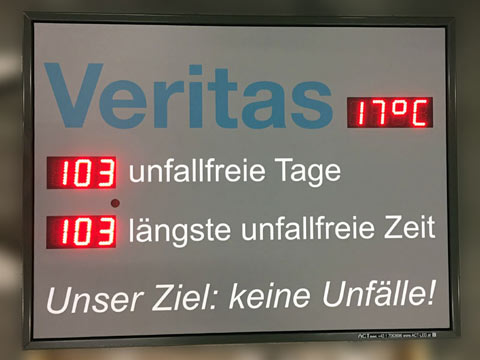 Veritas 17°C
103 unfallfreie Tage
103 längste unfallfreie Zeit
Unser Ziel: keine Unfälle!